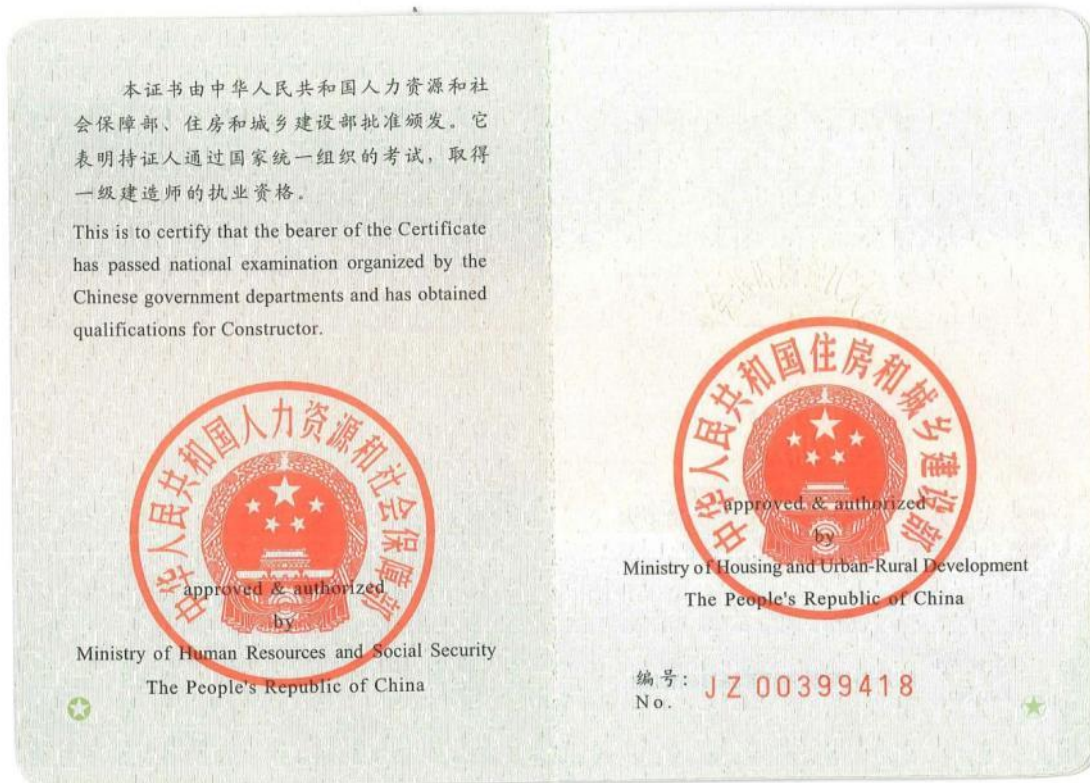 本证书由中华人民共和国人力资源和社
会保障部、住房和城乡建设部批准颁发。它
表明持证人通过国家统一组织的考试，取得
一级建造师的执业资格。
This is to certify that the bearer of the Certificate
has passed national examination organized by the
Chinese government departments and has obtained
qualifications for Constructor.
中华人民共和国人力资源和社会保障部
approved & authorized
by
Ministry of Human Resources and Social Security
The People's Republic of China
中华人民共和国住房和城乡建设部
approved & authorized
by
Ministry of Housing and Urban-Rural Development
The People's Republic of China
编号: JZ 00399418
No.